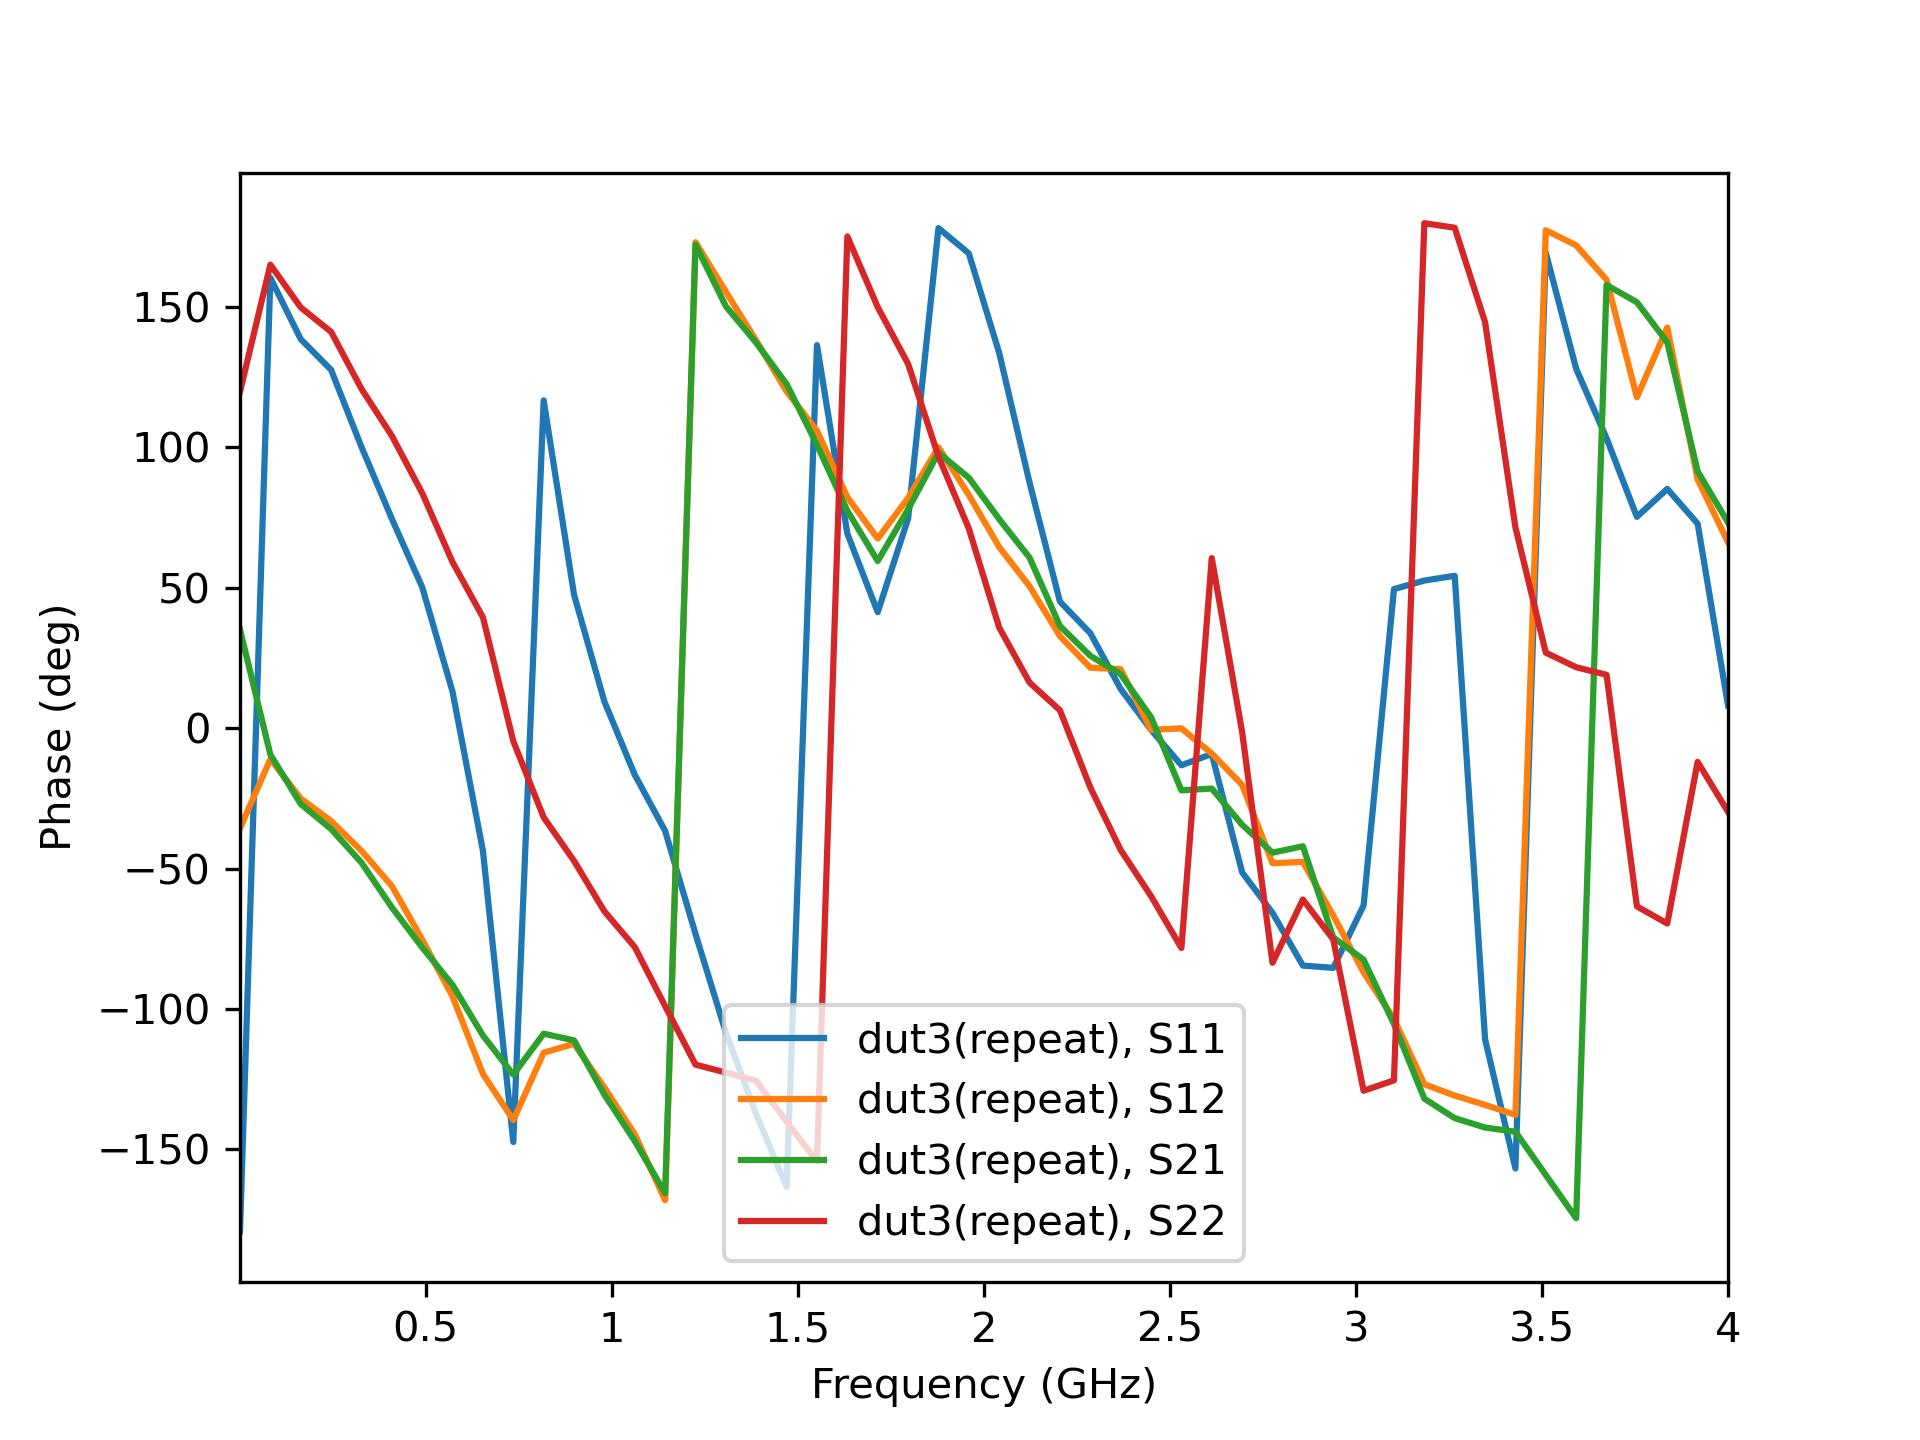 150
100
50
0
−50
−100
−150
Phase (deg)
dut3(repeat), S11
dut3(repeat), S12
dut3(repeat), S21
dut3(repeat), S22
0.5 1 1.5 2 2.5 3 3.5 4
Frequency (GHz)